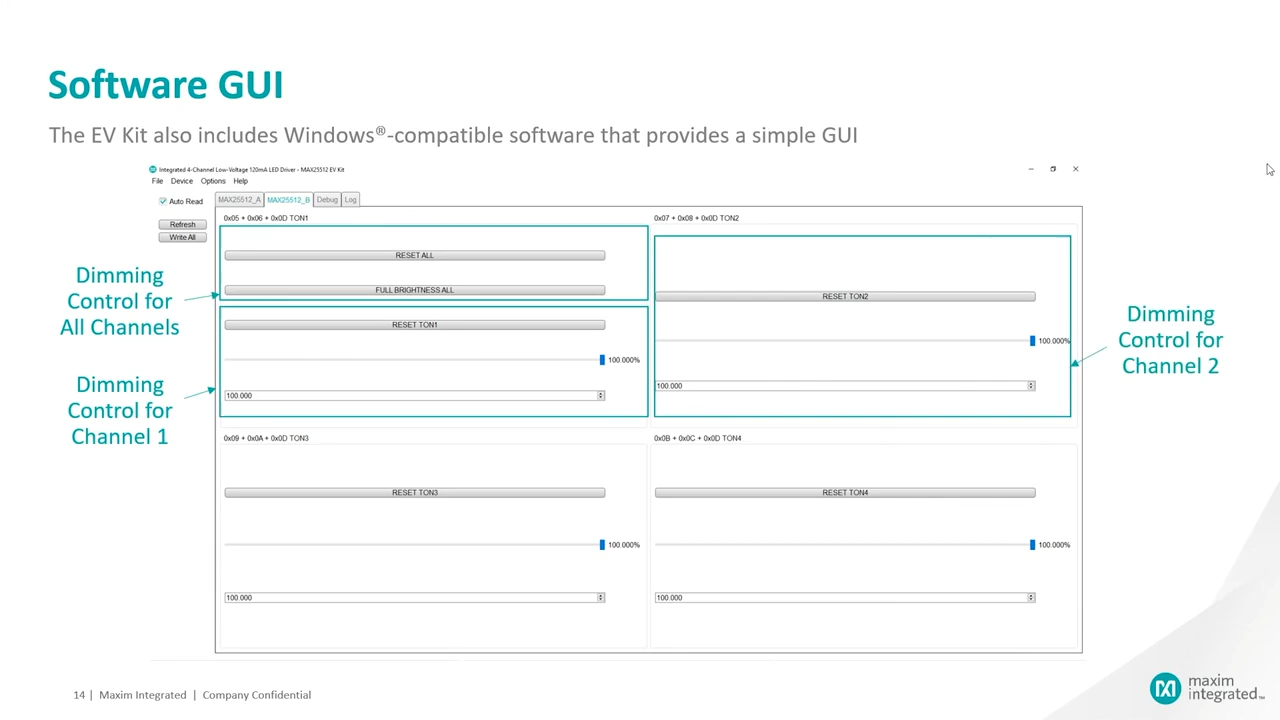 Software GUI
The EV Kit also includes Windows®-compatible software that provides a simple GUI
Integrated 4-Channel Low-Voltage 120mA LED Driver - MAX25512 EV Kit
File Device Options Help
Auto Read
MAX25512_A MAX25512_B Debug Log
Refresh
Write All
0x05 + 0x06 + 0x0D TON1
RESET ALL
FULL BRIGHTNESS ALL
RESET TON1
100.000%
100.000
0x07 + 0x08 + 0x0D TON2
RESET TON2
100.000%
100.000
Dimming
Control for
All Channels
Dimming
Control for
Channel 1
Dimming
Control for
Channel 2
0x09 + 0x0A + 0x0D TON3
RESET TON3
100.000%
100.000
0x0B + 0x0C + 0x0D TON4
RESET TON4
100.000%
100.000
14 | Maxim Integrated | Company Confidential
maxim
integrated™